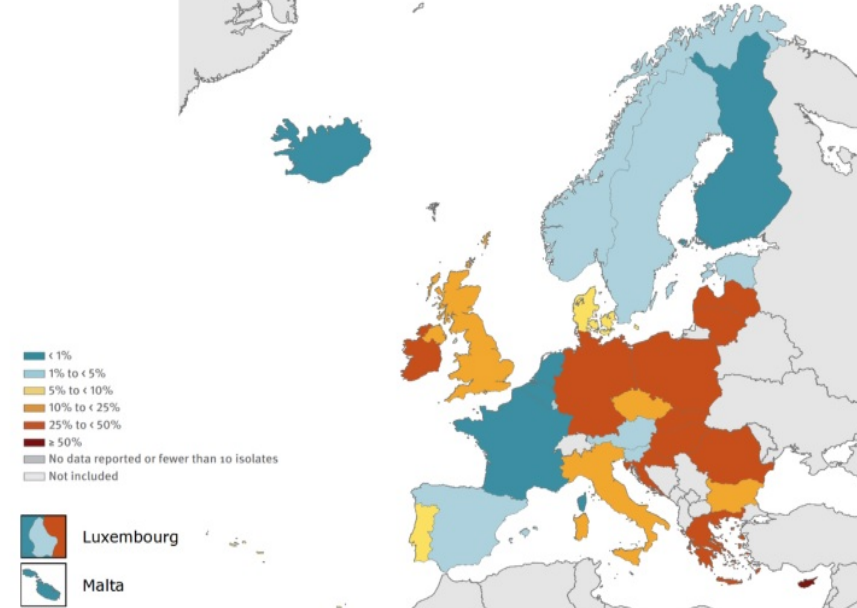 < 1%
1% to < 5%
5% to < 10%
10% to < 25%
25% to < 50%
≥ 50%
No data reported or fewer than 10 isolates
Not included
Luxembourg
Malta